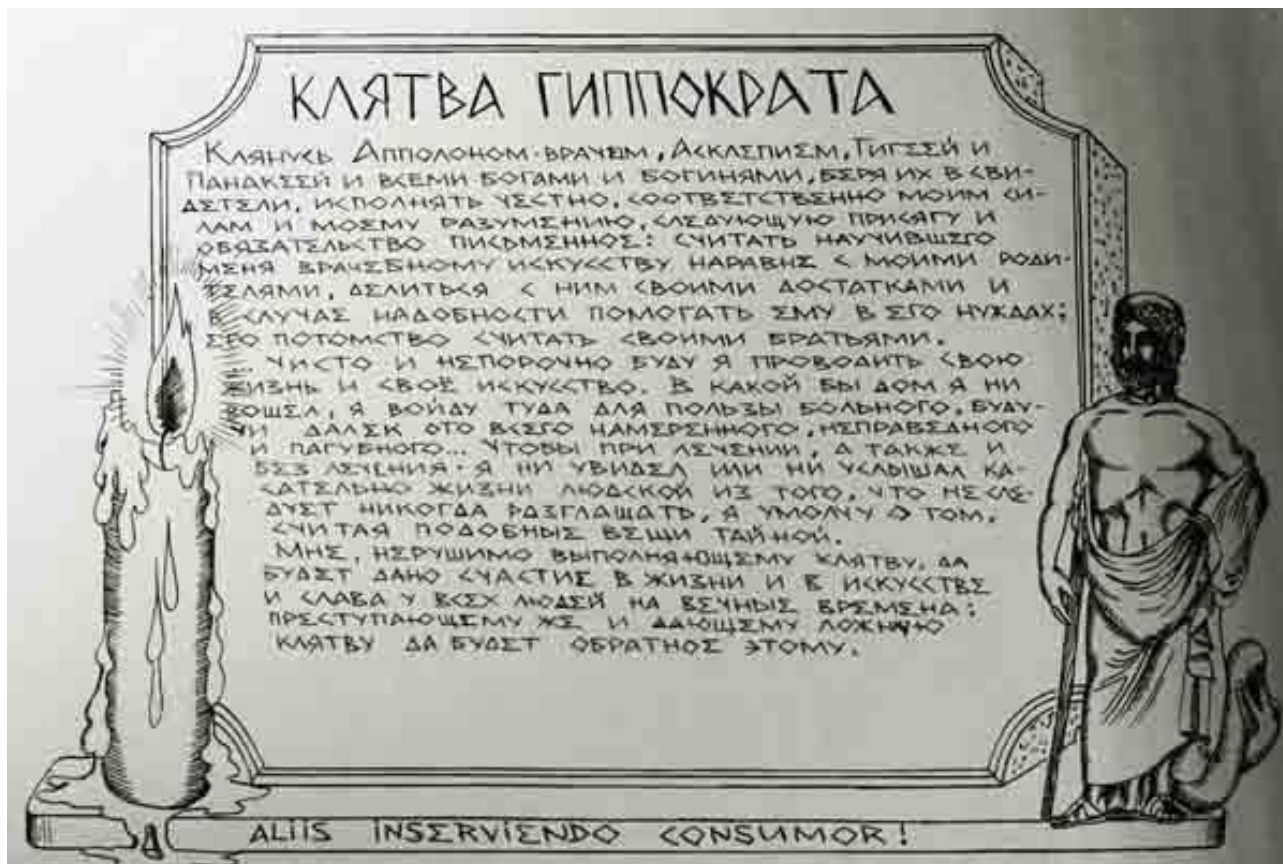 КЛЯТВА ГИППОКРАТА
Клянусь Апполоном-врачем, Асклепием, Гигеей и
Панакеей и всеми богами и богинями, беря их в сви-
детели, исполнять честно, соответственно моим си-
лам и моему разумению, следующую присягу и
обязательство письменное: считать научившего
меня врачебному искусству наравне с моими роди-
телями, делиться с ним своими достатками и
в случае надобности помогать ему в его нуждах;
его потомство считать своими братьями.
... Чисто и непорочно буду я проводить свою
жизнь и своё искусство. В какой бы дом я ни
вошел, я войду туда для пользы больного, буду-
чи далек ото всего намеренного, неправедного
и пагубного... Чтобы при лечении, а также и
без лечения я ни увидел или ни услышал ка-
сательно жизни людской из того, что не сле-
дует никогда разглашать, я умолчу о том,
считая подобные вещи тайной.
Мне, нерушимо выполняющему клятву, да
будет дано счастие в жизни и в искусстве
и слава у всех людей на вечные времена;
преступающему же и дающему ложную
клятву да будет обратное этому.
ALIIS INSERVIENDO CONSUMOR!